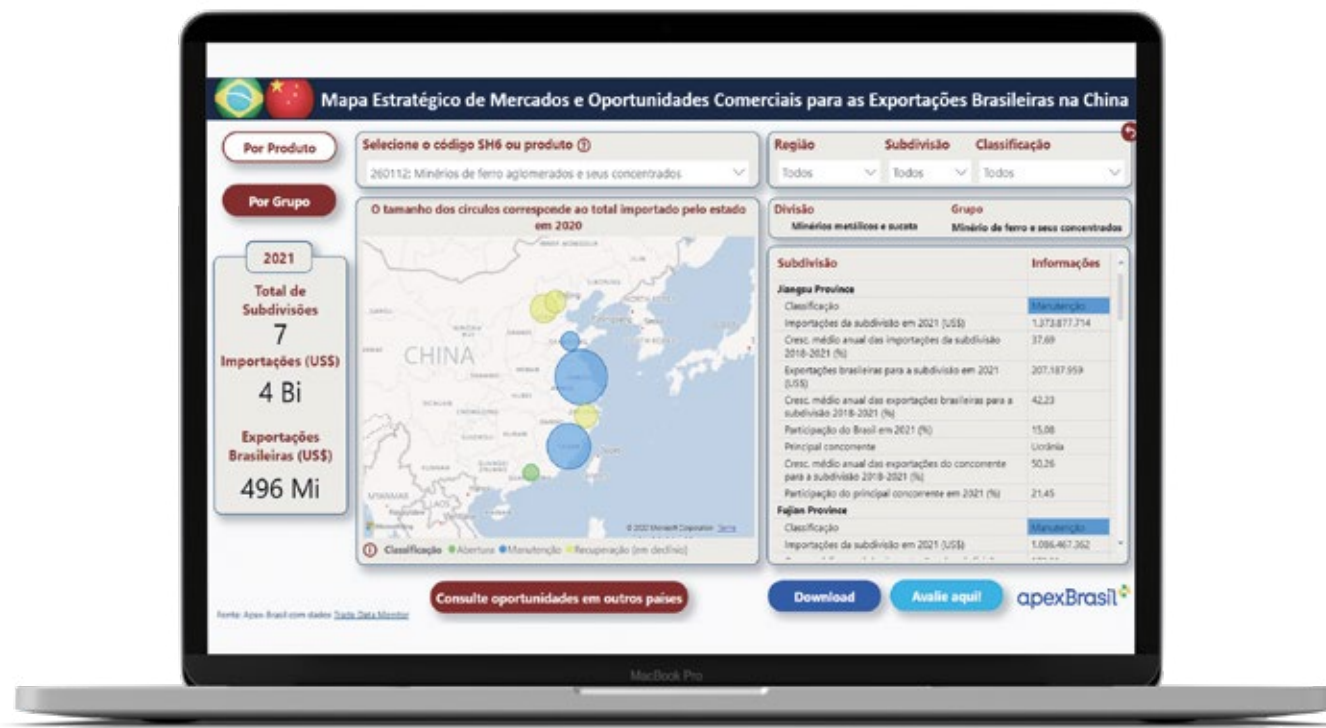 Mapa Estratégico de Mercados e Oportunidades Comerciais para as Exportações Brasileiras na China
Por Produto
Por Grupo
2021
Total de
Subdivisões
7
Importações (US$)
4 Bi
Exportações
Brasileiras (US$)
496 Mi
Selecione o código SH6 ou produto
260112: Minérios de ferro aglomerados e seus concentrados
O tamanho dos círculos corresponde ao total importado pelo estado
em 2020
CHINA
MYANMAR
LAOS
© 2022 Microsoft Corporation Terms
Classificação Abertura Manutenção Recuperação (em declínio)
Região Subdivisão Classificação
Todos Todos Todos
Divisão Grupo
Minérios metálicos e sucata Minério de ferro e seus concentrados
Subdivisão Informações
Jiangsu Province
Classificação Manutenção
Importações da subdivisão em 2021 (US$) 1.373.877.714
Cresc. médio anual das importações da subdivisão 37,69
2018-2021 (%)
Exportações brasileiras para a subdivisão em 2021 207.187.959
(US$)
Cresc. médio anual das exportações brasileiras para a 42,23
subdivisão 2018-2021 (%)
Participação do Brasil em 2021 (%) 15,08
Principal concorrente Ucrânia
Cresc. médio anual das exportações do concorrente 50,26
para a subdivisão 2018-2021 (%)
Participação do principal concorrente em 2021 (%) 21,45
Fujian Province
Classificação Manutenção
Importações da subdivisão em 2021 (US$) 1.086.467.362
Consulte oportunidades em outros países
Download
Avalie aqui!
apexBrasil
Fonte: Apex-Brasil com dados Trade Data Monitor
MacBook Pro